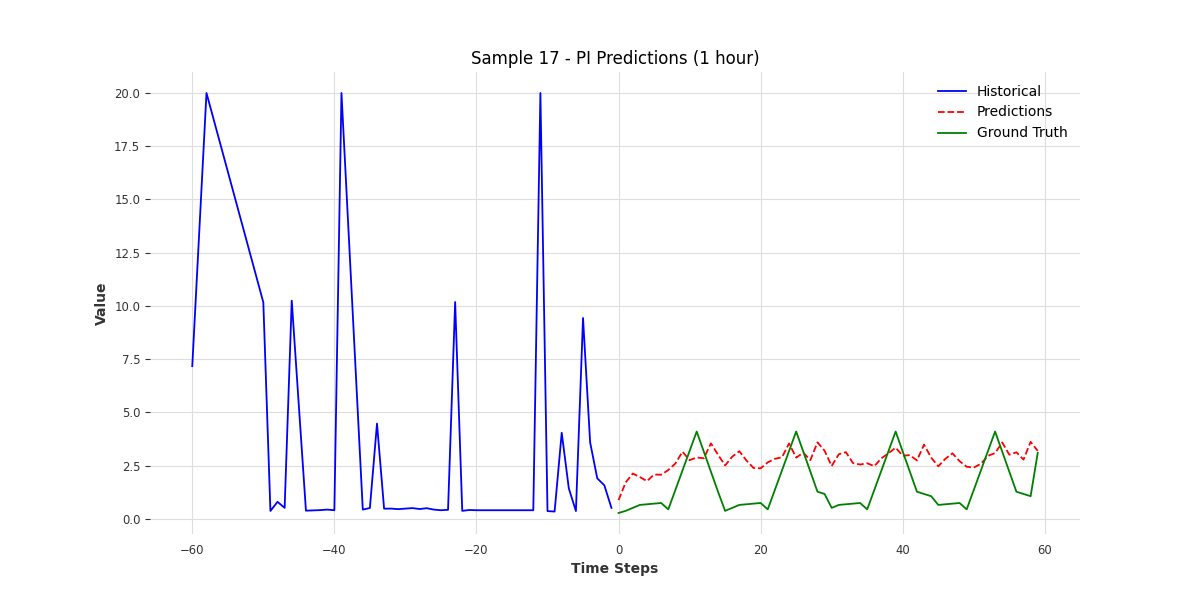 Sample 17 - PI Predictions (1 hour)
Historical
Predictions
Ground Truth
Value
20.0
17.5
15.0
12.5
10.0
7.5
5.0
2.5
0.0
−60
−40
−20
0
20
40
60
Time Steps